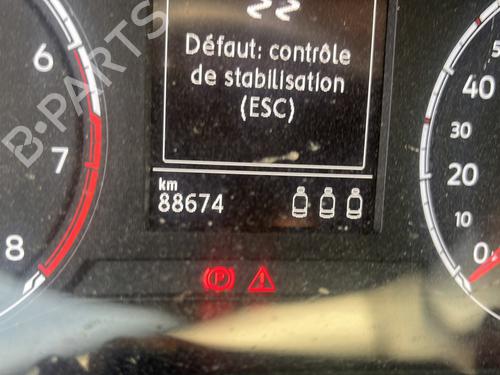 Défaut: contrôle
de stabilisation
(ESC)
km
88674
6
7
8
40
30
20
10
0
P
B-PARTS